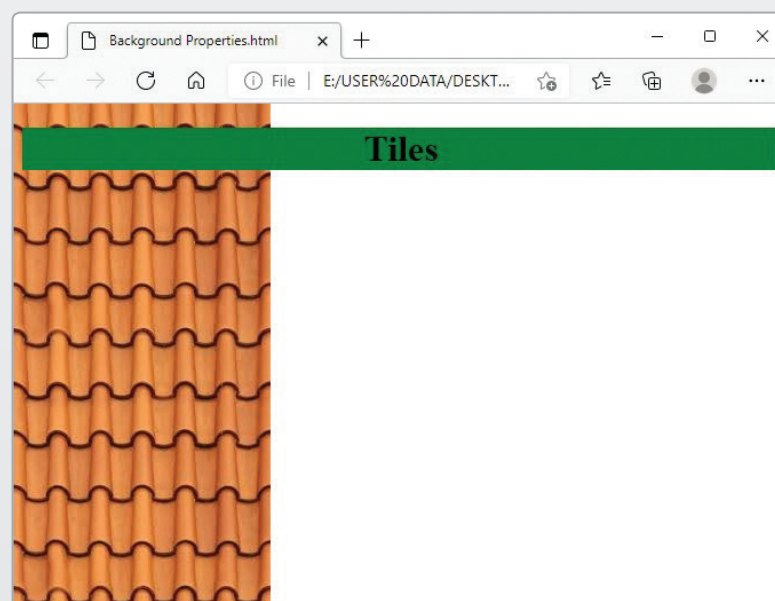 Background Properties.html
File | E:/USER%20DATA/DESKT...
Tiles